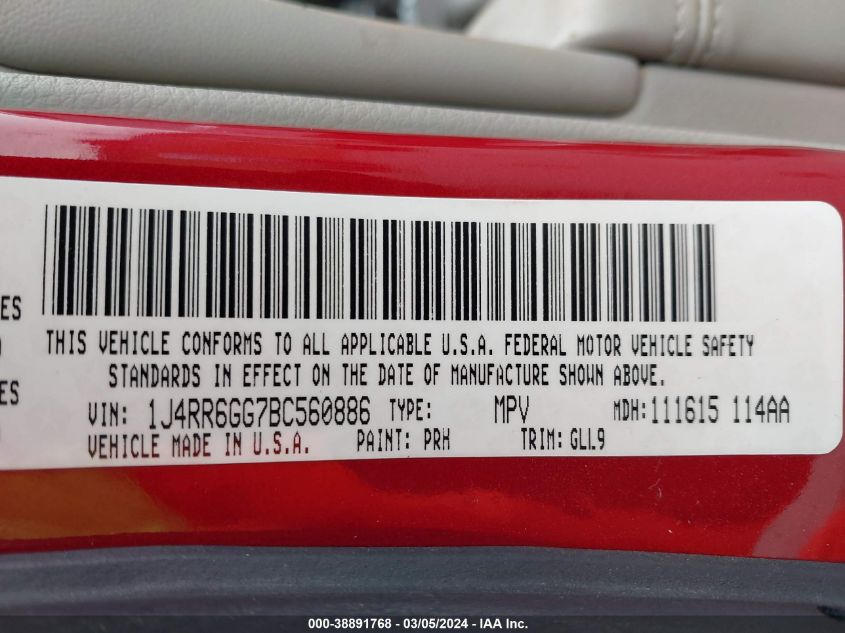 ES
)
ES
THIS VEHICLE CONFORMS TO ALL APPLICABLE U.S.A. FEDERAL MOTOR VEHICLE SAFETY
STANDARDS IN EFFECT ON THE DATE OF MANUFACTURE SHOWN ABOVE.
VIN: 1J4RR6GG7BC560886 TYPE: MPV MDH:111615 114AA
VEHICLE MADE IN U.S.A. PAINT: PRH TRIM: GLL9
000-38891768 — 03/05/2024 — IAA Inc.